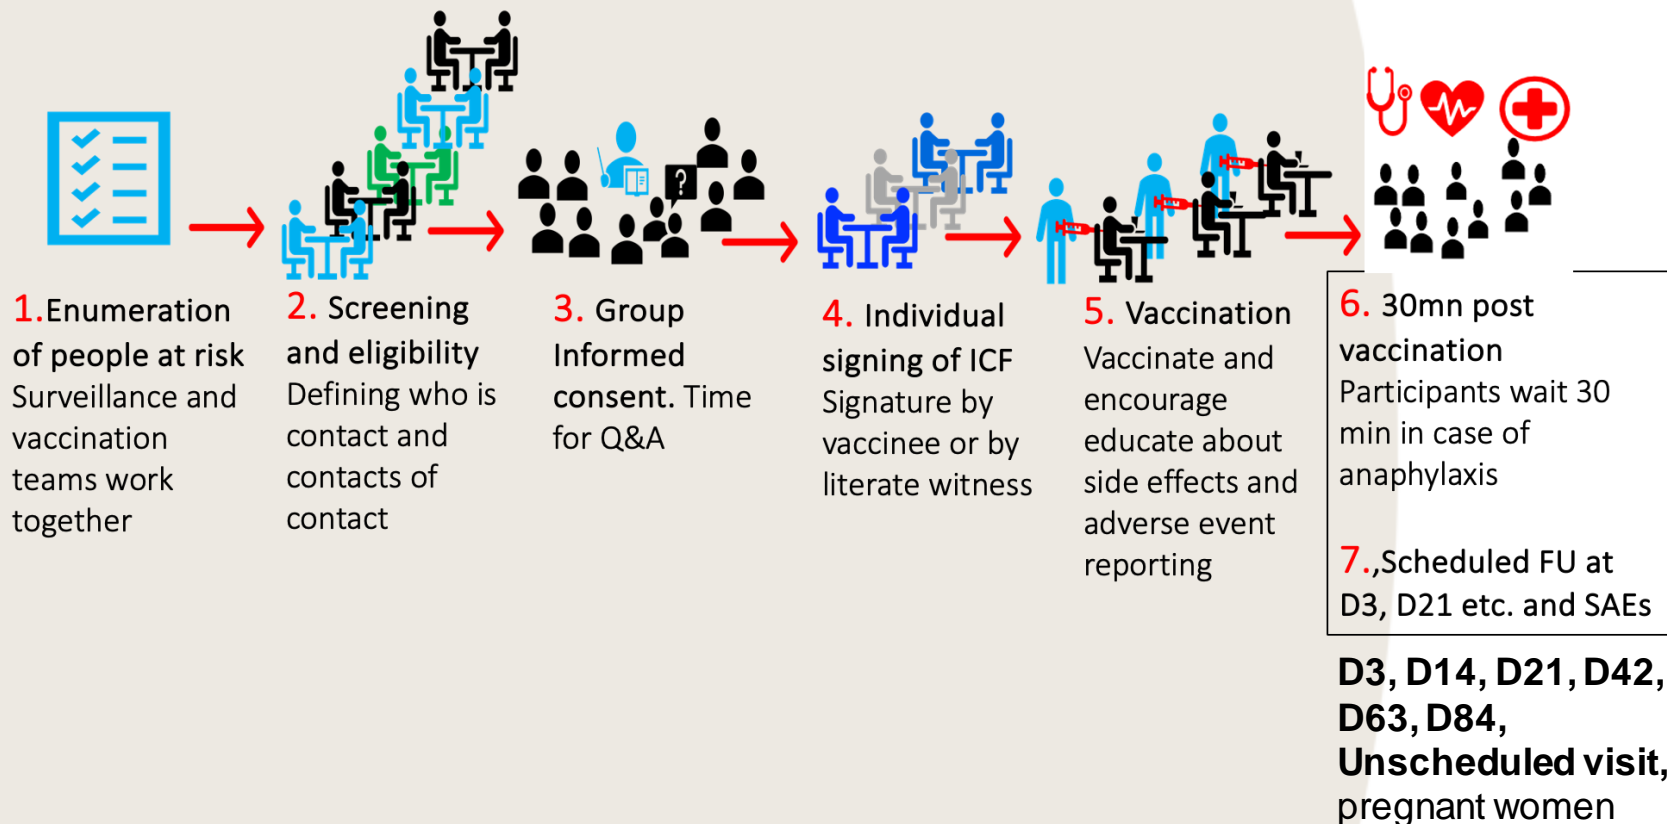 1.Enumeration
of people at risk
Surveillance and
vaccination
teams work
together
2. Screening
and eligibility
Defining who is
contact and
contacts of
contact
?
3. Group
Informed
consent. Time
for Q&A
4. Individual
signing of ICF
Signature by
vaccinee or by
literate witness
5. Vaccination
Vaccinate and
encourage
educate about
side effects and
adverse event
reporting
6. 30mn post
vaccination
Participants wait 30
min in case of
anaphylaxis
7.,Scheduled FU at
D3, D21 etc. and SAEs
D3, D14, D21, D42,
D63, D84,
Unscheduled visit,
pregnant women